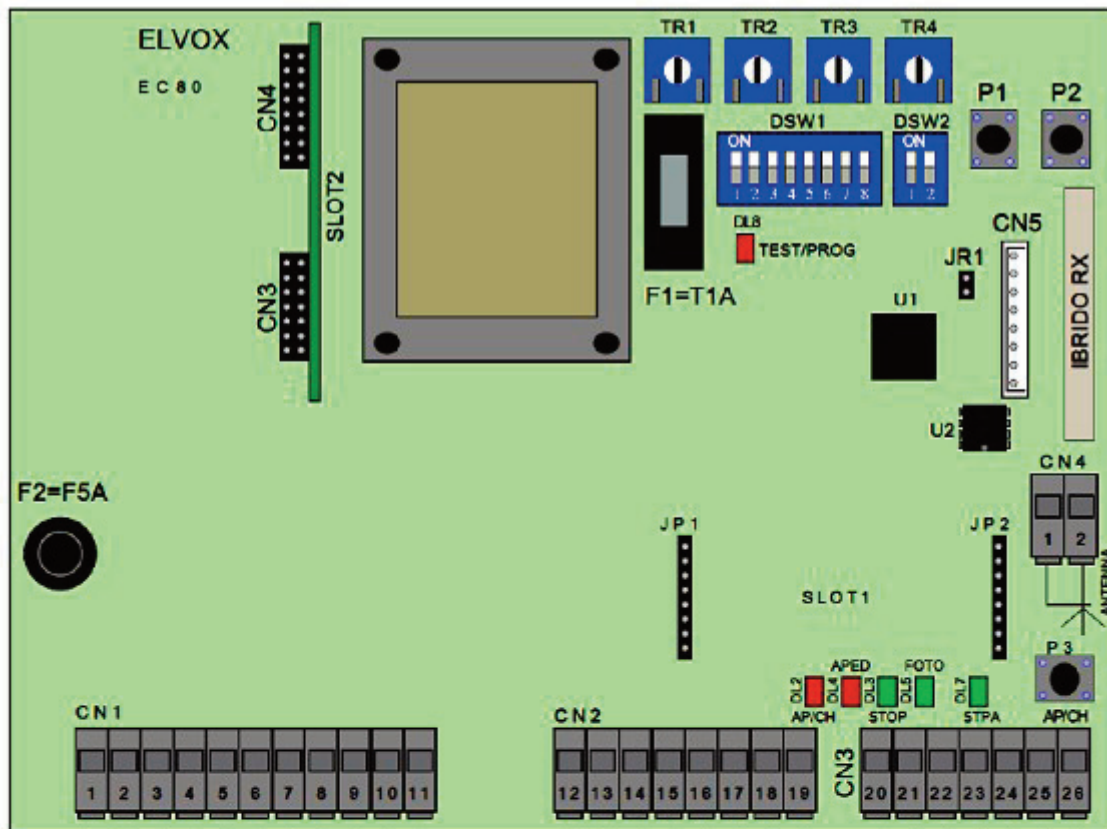 ELVOX
EC80
CN4
SLOT2
CN3
TR1 TR2 TR3 TR4
P1 P2
DSW1 DSW2
ON ON
1 2 3 4 5 6 7 8 1 2
DL8
TEST/PROG
F1=T1A
CN5
JR1
U1
IBRIDO RX
U2
F2=F5A
CN4
1 2
ANTENNA
JP1 JP2
SLOT1
P3
APED FOTO
DL2 DL4 DL3 DL5 DL7
AP/CH STOP STPA AP/CH
CN1 CN2 CN3
1 2 3 4 5 6 7 8 9 10 11
12 13 14 15 16 17 18 19
20 21 22 23 24 25 26